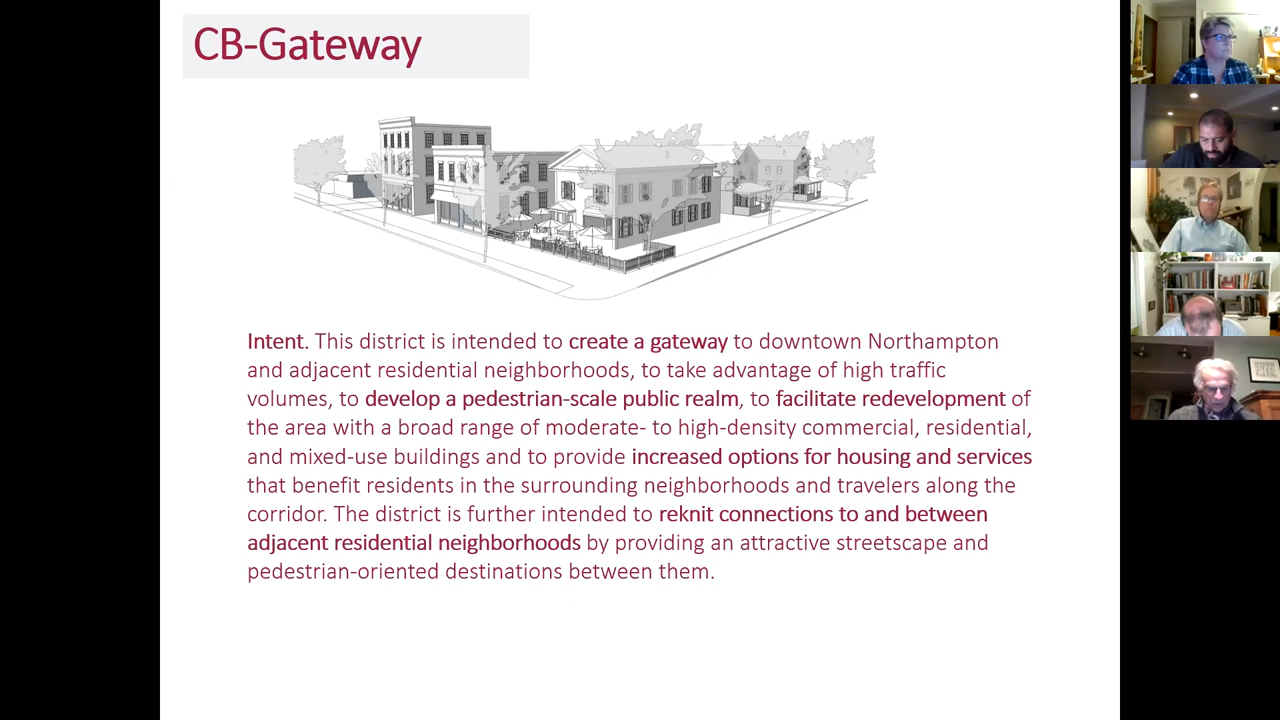 CB-Gateway
Intent. This district is intended to create a gateway to downtown Northampton
and adjacent residential neighborhoods, to take advantage of high traffic
volumes, to develop a pedestrian-scale public realm, to facilitate redevelopment of
the area with a broad range of moderate- to high-density commercial, residential,
and mixed-use buildings and to provide increased options for housing and services
that benefit residents in the surrounding neighborhoods and travelers along the
corridor. The district is further intended to reknit connections to and between
adjacent residential neighborhoods by providing an attractive streetscape and
pedestrian-oriented destinations between them.